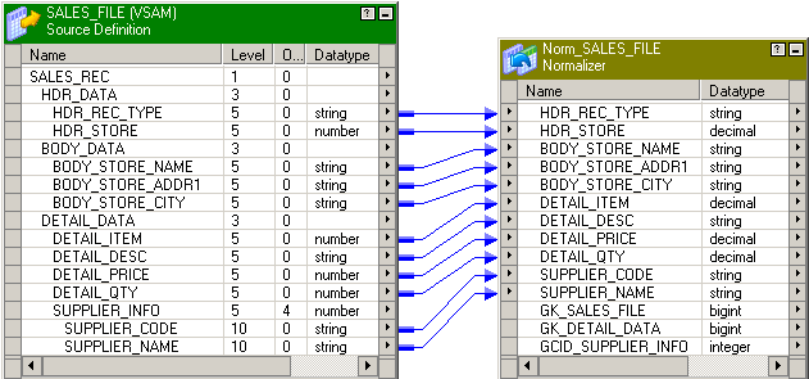 SALES_FILE (VSAM)
Source Definition
Name Level O... Datatype
SALES_REC 1 0
HDR_DATA 3 0
HDR_REC_TYPE 5 0 string
HDR_STORE 5 0 number
BODY_DATA 3 0
BODY_STORE_NAME 5 0 string
BODY_STORE_ADDR1 5 0 string
BODY_STORE_CITY 5 0 string
DETAIL_DATA 3 0
DETAIL_ITEM 5 0 number
DETAIL_DESC 5 0 string
DETAIL_PRICE 5 0 number
DETAIL_QTY 5 0 number
SUPPLIER_INFO 5 4 number
SUPPLIER_CODE 10 0 string
SUPPLIER_NAME 10 0 string
Norm_SALES_FILE
Normalizer
Name Datatype
HDR_REC_TYPE string
HDR_STORE decimal
BODY_STORE_NAME string
BODY_STORE_ADDR1 string
BODY_STORE_CITY string
DETAIL_ITEM decimal
DETAIL_DESC string
DETAIL_PRICE decimal
DETAIL_QTY decimal
SUPPLIER_CODE string
SUPPLIER_NAME string
GK_SALES_FILE bigint
GK_DETAIL_DATA bigint
GCID_SUPPLIER_INFO integer